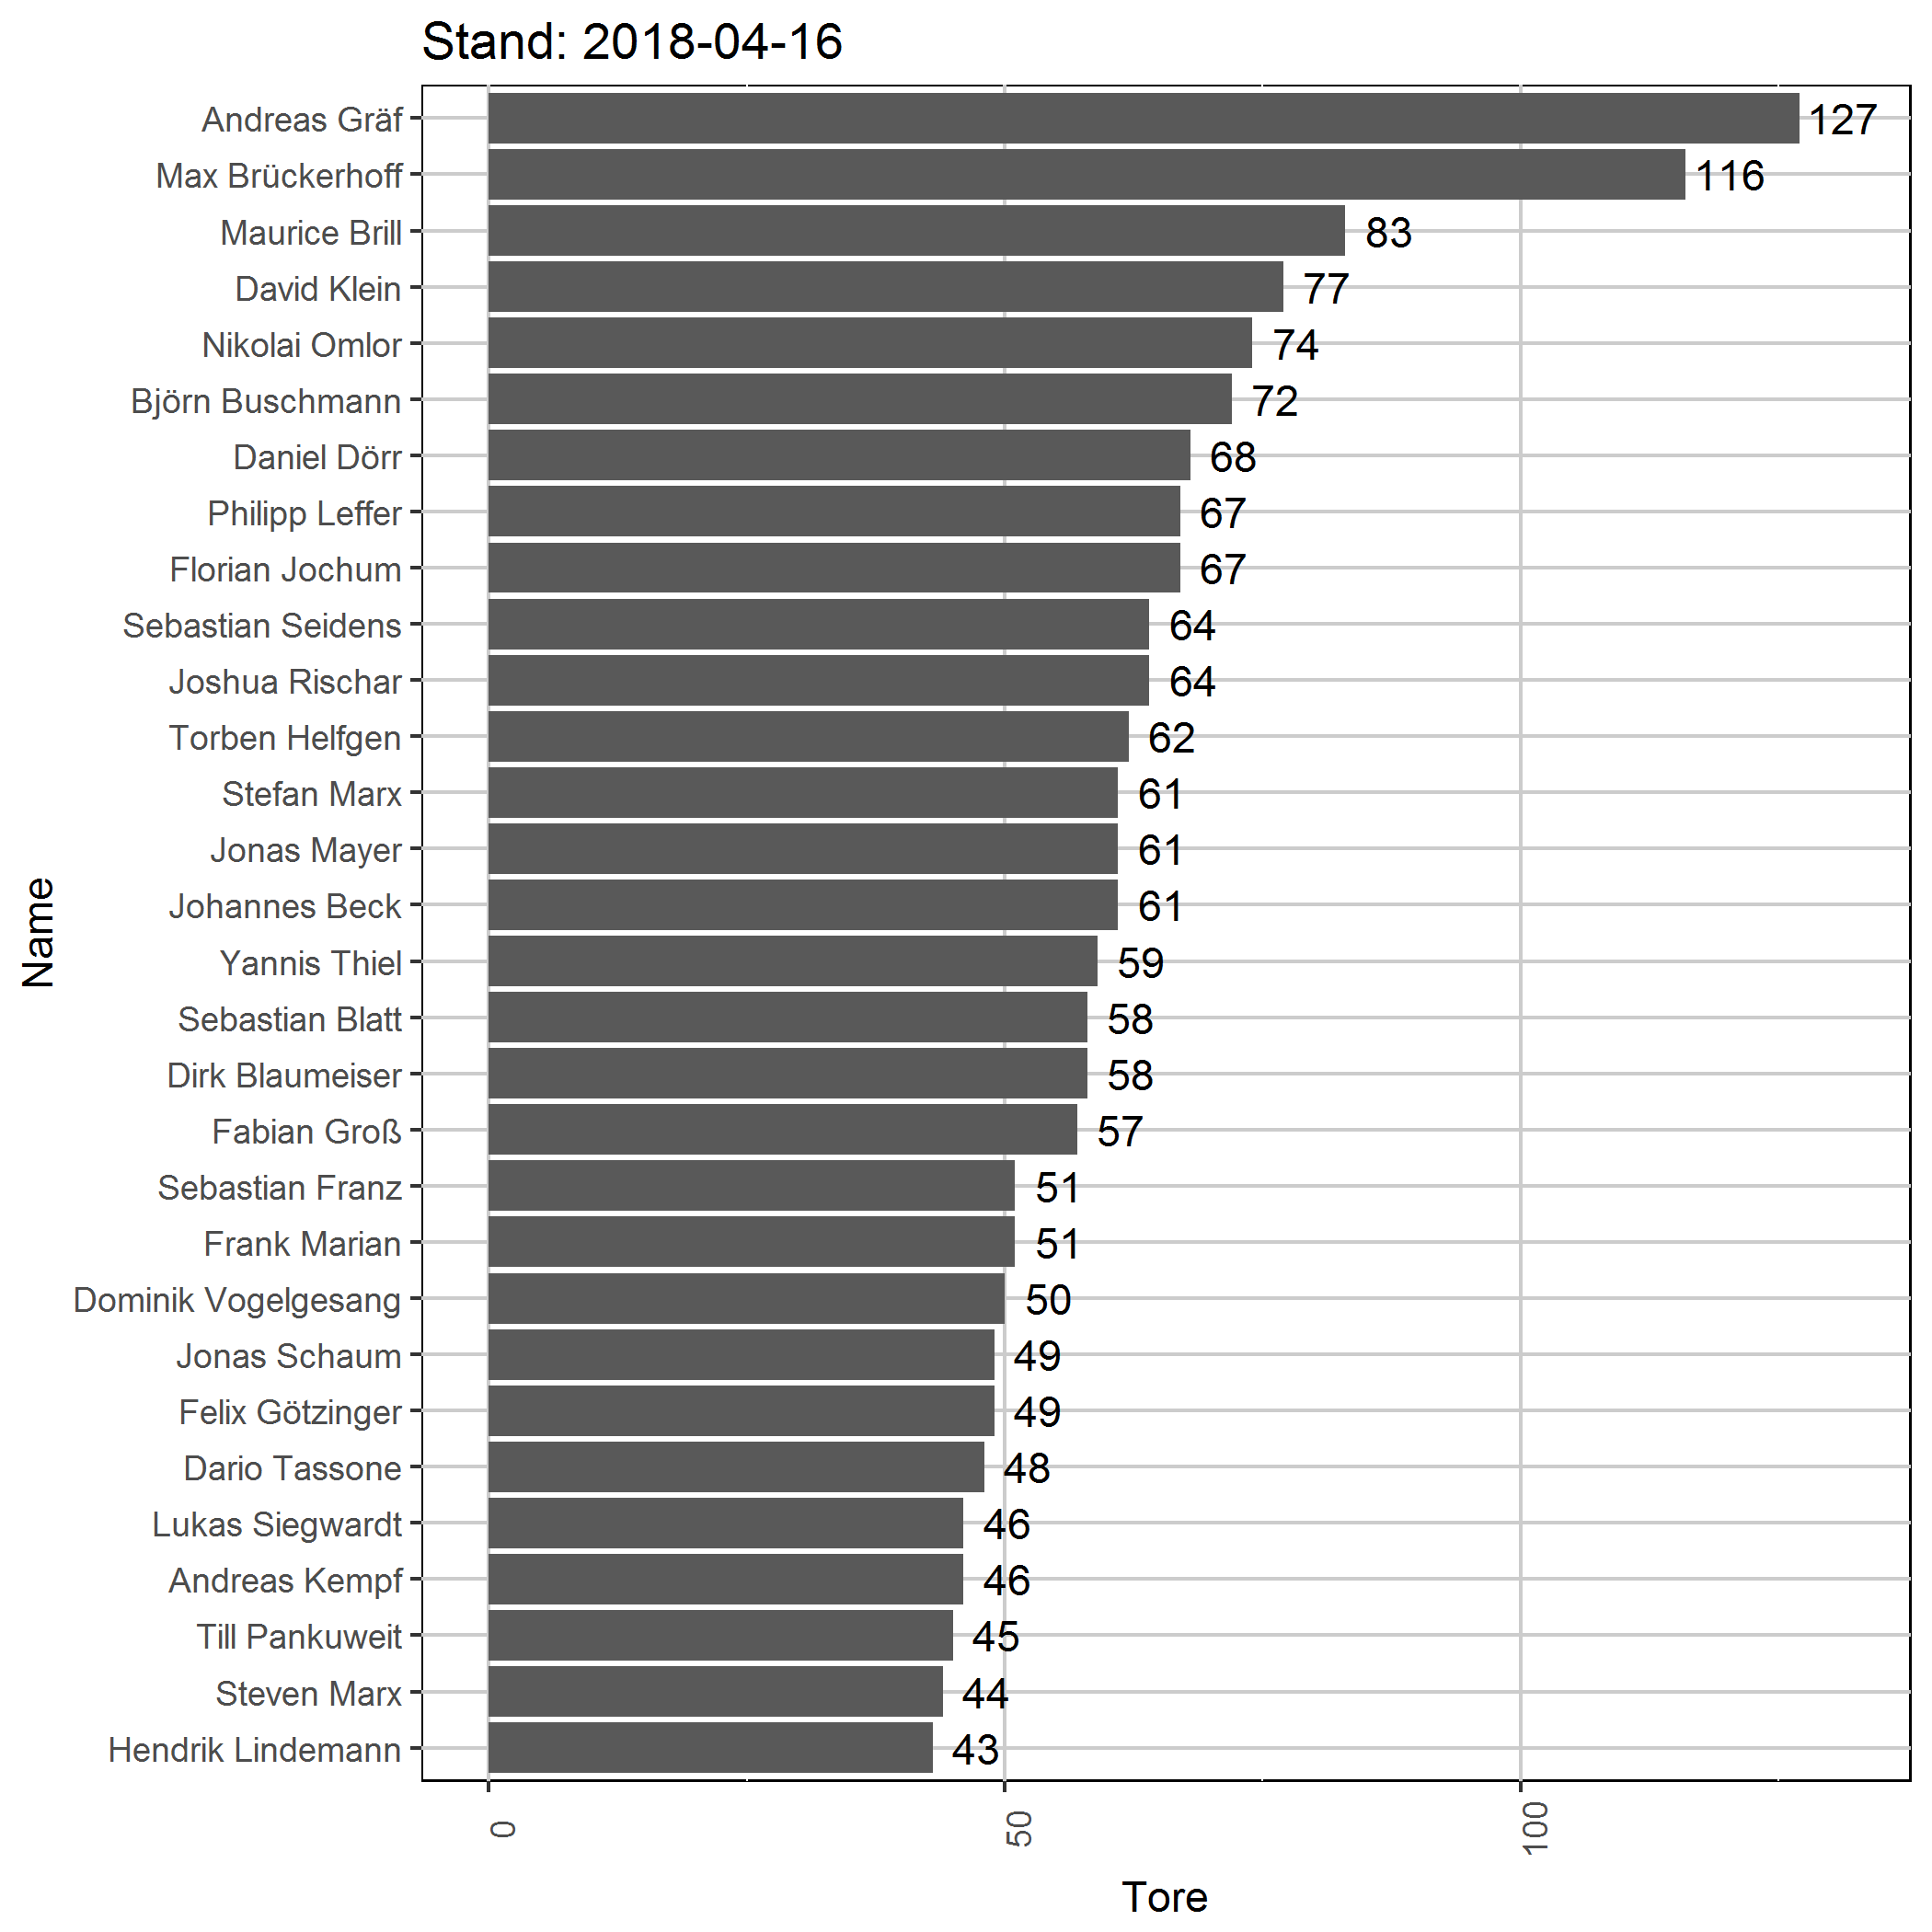 Stand: 2018-04-16
Andreas Gräf 127
Max Brückerhoff 116
Maurice Brill 83
David Klein 77
Nikolai Omlor 74
Björn Buschmann 72
Daniel Dörr 68
Philipp Leffer 67
Florian Jochum 67
Sebastian Seidens 64
Joshua Rischar 64
Torben Helfgen 62
Stefan Marx 61
Jonas Mayer 61
Johannes Beck 61
Yannis Thiel 59
Sebastian Blatt 58
Dirk Blaumeiser 58
Fabian Groß 57
Sebastian Franz 51
Frank Marian 51
Dominik Vogelgesang 50
Jonas Schaum 49
Felix Götzinger 49
Dario Tassone 48
Lukas Siegwardt 46
Andreas Kempf 46
Till Pankuweit 45
Steven Marx 44
Hendrik Lindemann 43
Name
0 50 100
Tore